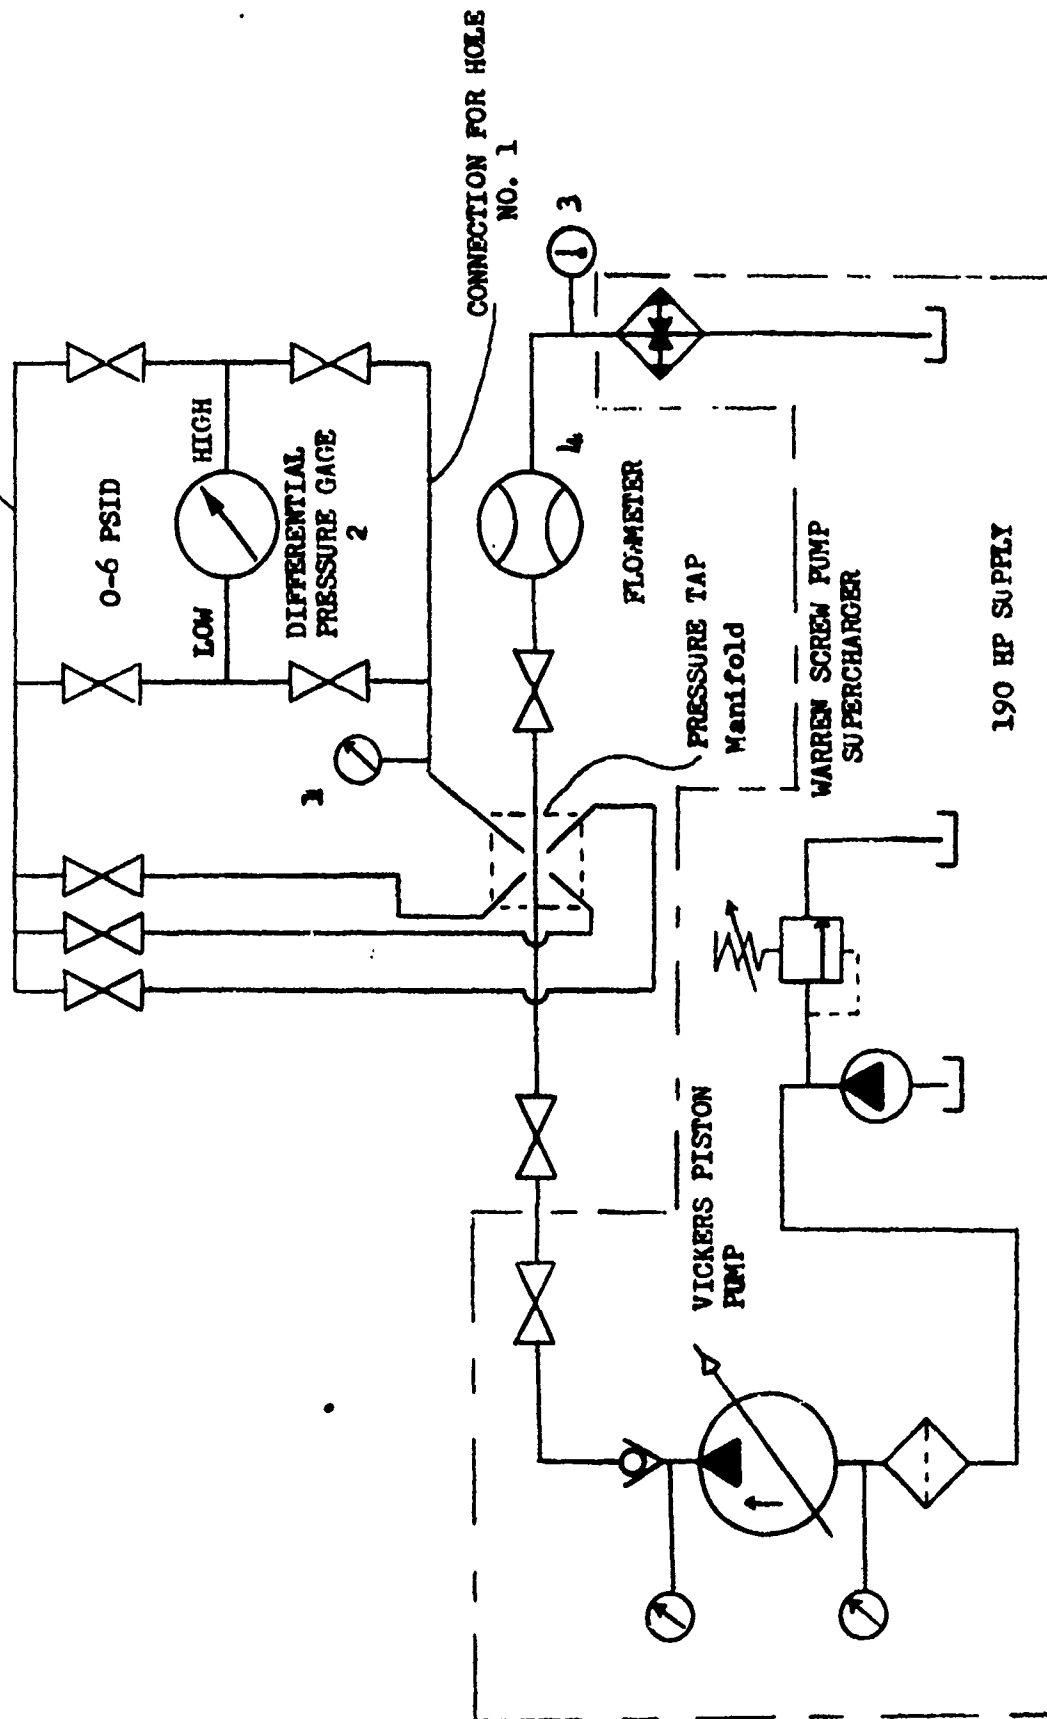 CONNECTION FOR HOLE
NO. 1
0-6 PSID
LOW
HIGH
DIFFERENTIAL
PRESSURE GAGE
2
1
3
4
FLOWMETER
PRESSURE TAP
Manifold
WARREN SCREW PUMP
SUPERCHARGER
VICKERS PISTON
PUMP
190 HP SUPPLY